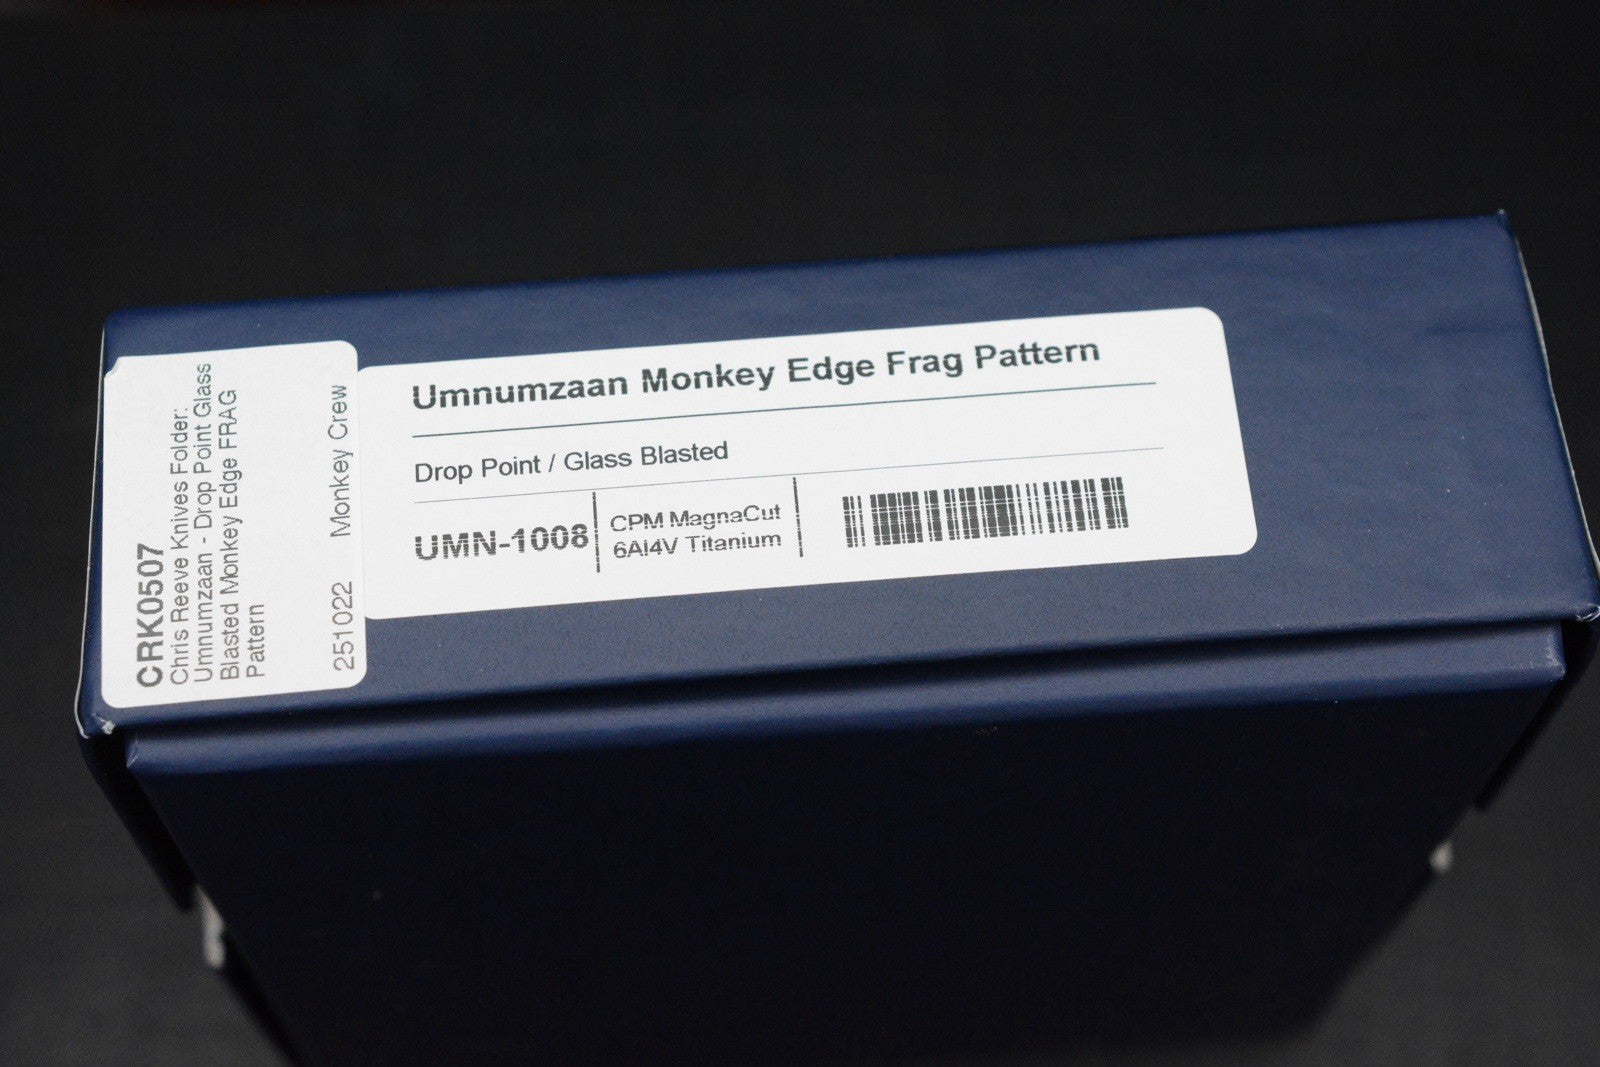 CRK0507
Chris Reeve Knives Folder:
Umnumzaan - Drop Point Glass
Blasted Monkey Edge FRAG
Pattern
251022 Monkey Crew
Umnumzaan Monkey Edge Frag Pattern
Drop Point / Glass Blasted
UMN-1008
CPM MagnaCut
6Al4V Titanium